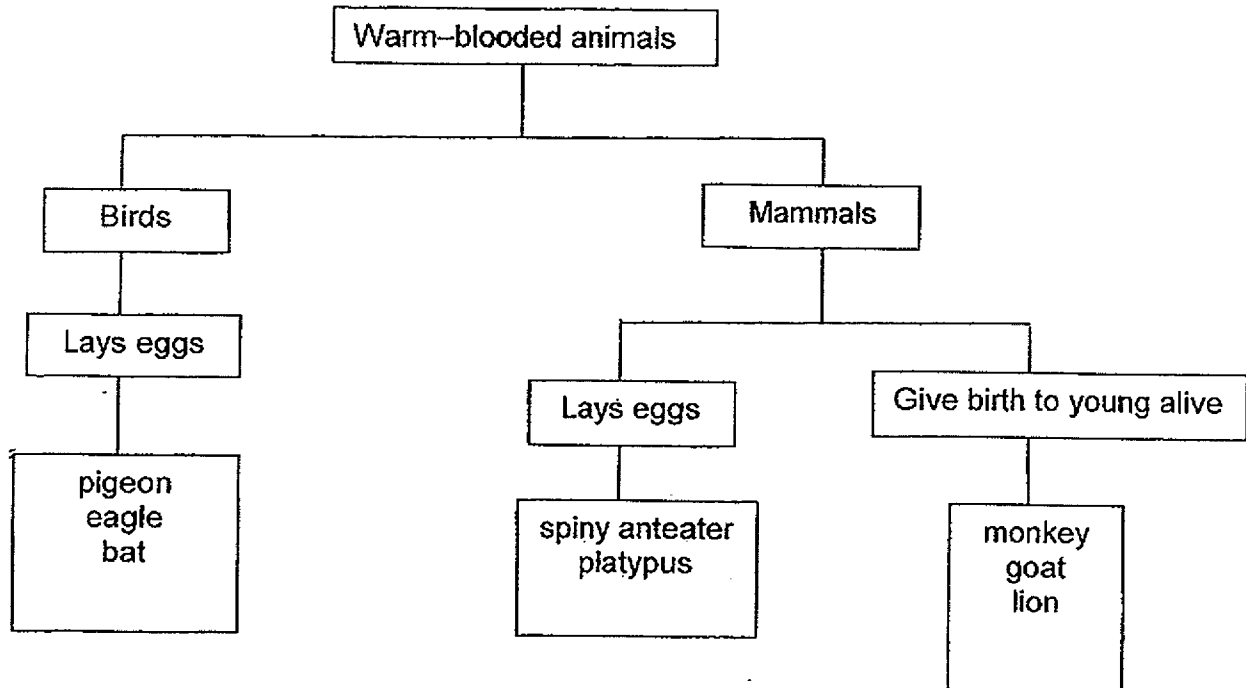 Warm–blooded animals
Birds
Mammals
Lays eggs
Lays eggs
Give birth to young alive
pigeon
eagle
bat
spiny anteater
platypus
monkey
goat
lion